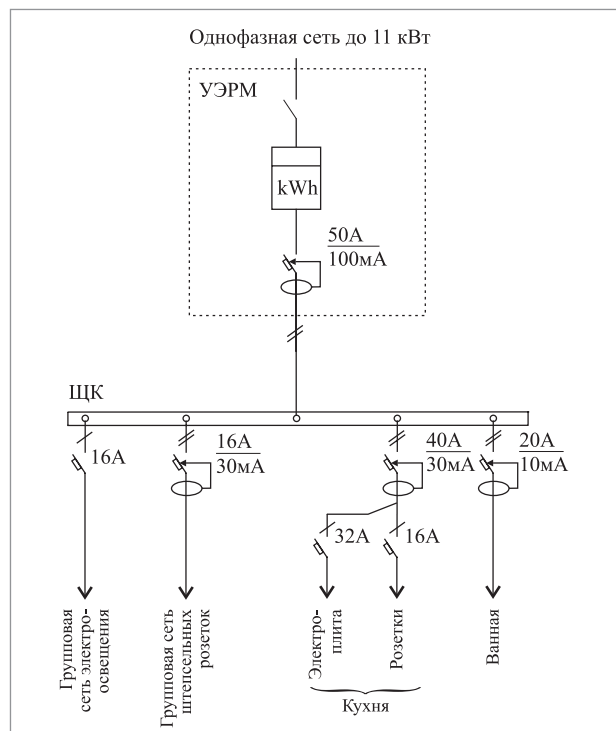 Однофазная сеть до 11 кВт
УЭРМ
kWh
50А
100мА
ЩК
16А
16А
30мА
40А
30мА
20А
10мА
32А
16А
Групповая
сеть электро-
освещения
Групповая сеть
штепсельных
розеток
Электро-
плита
Розетки
Ванная
Кухня